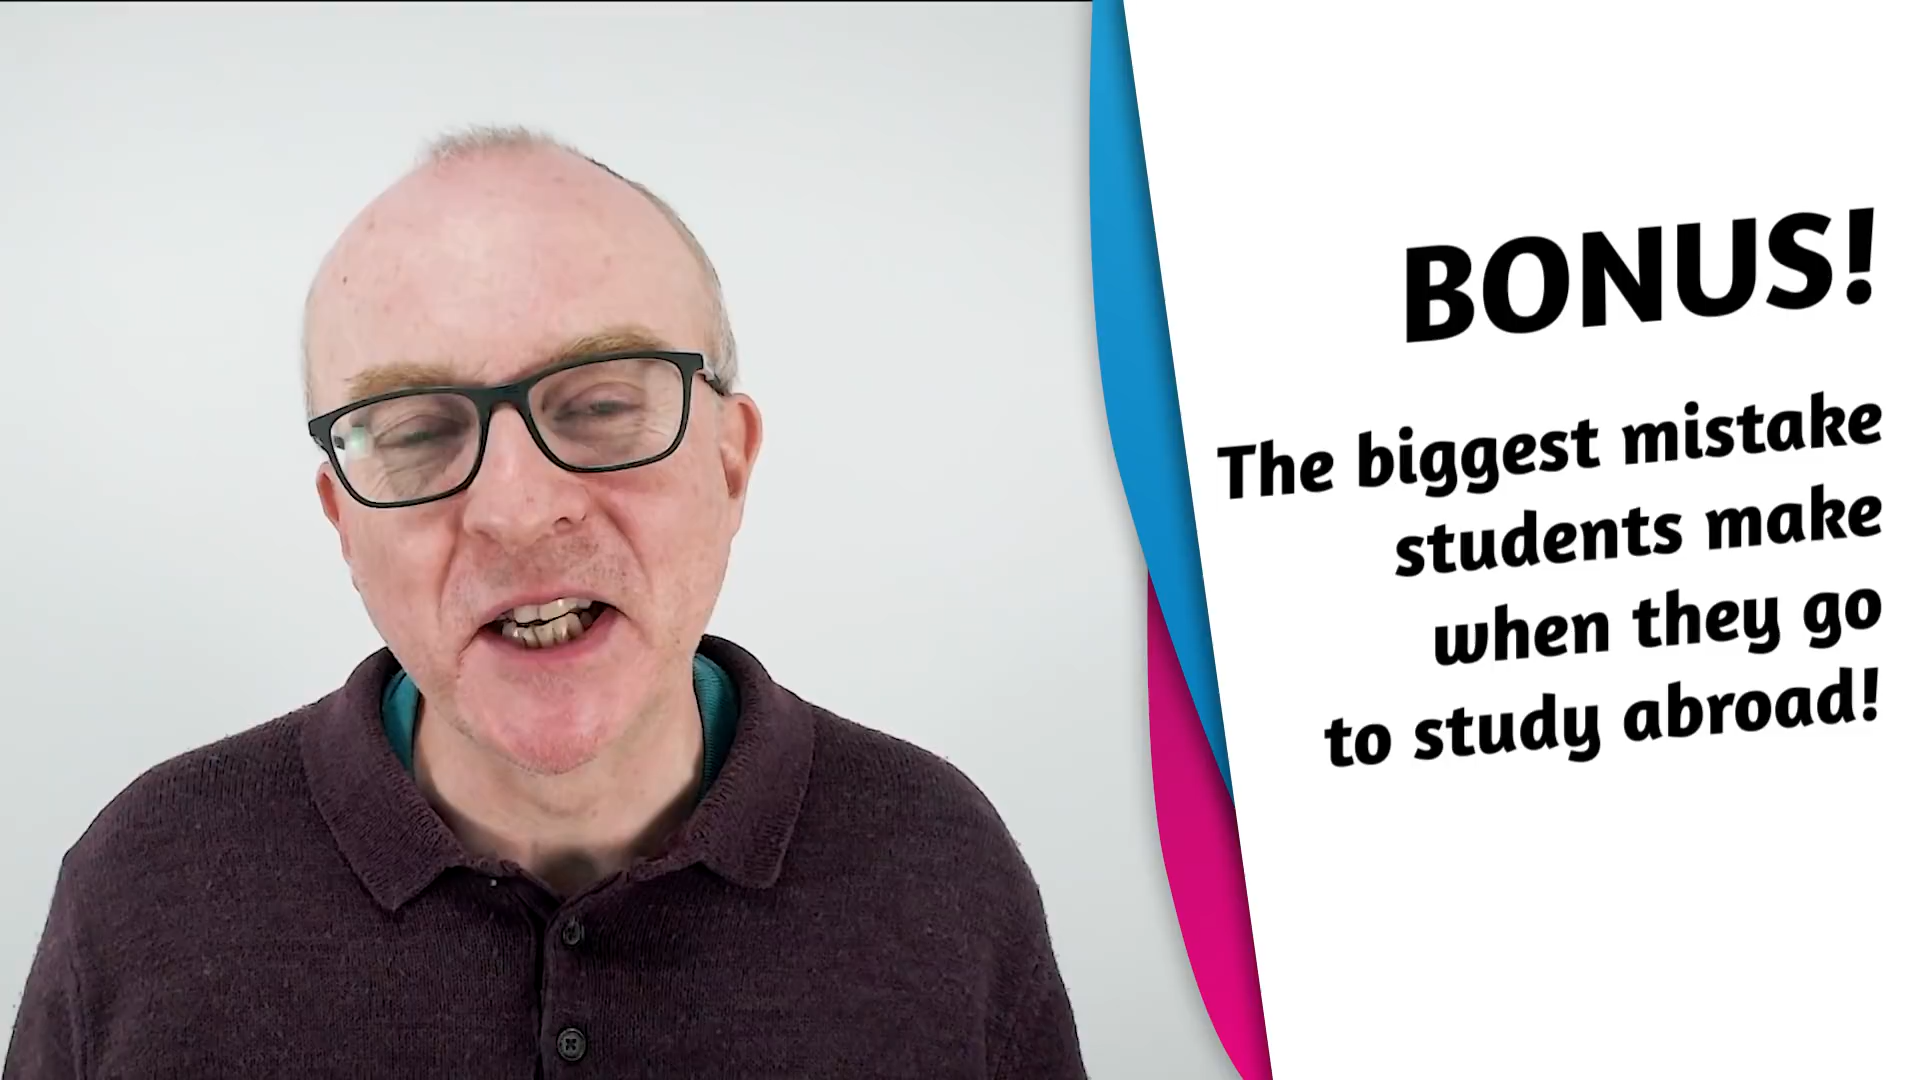 BONUS!
The biggest mistake
students make
when they go
to study abroad!